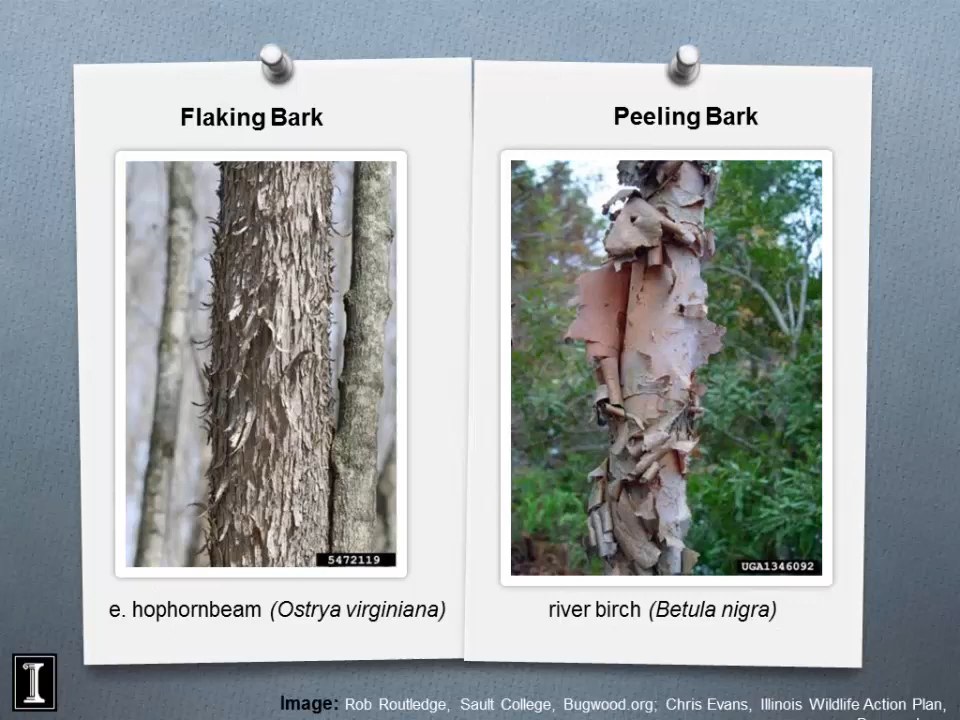 Flaking Bark
Peeling Bark
5472119
UGA1346092
e. hophornbeam (Ostrya virginiana)
river birch (Betula nigra)
I
Image: Rob Routledge, Sault College, Bugwood.org; Chris Evans, Illinois Wildlife Action Plan,